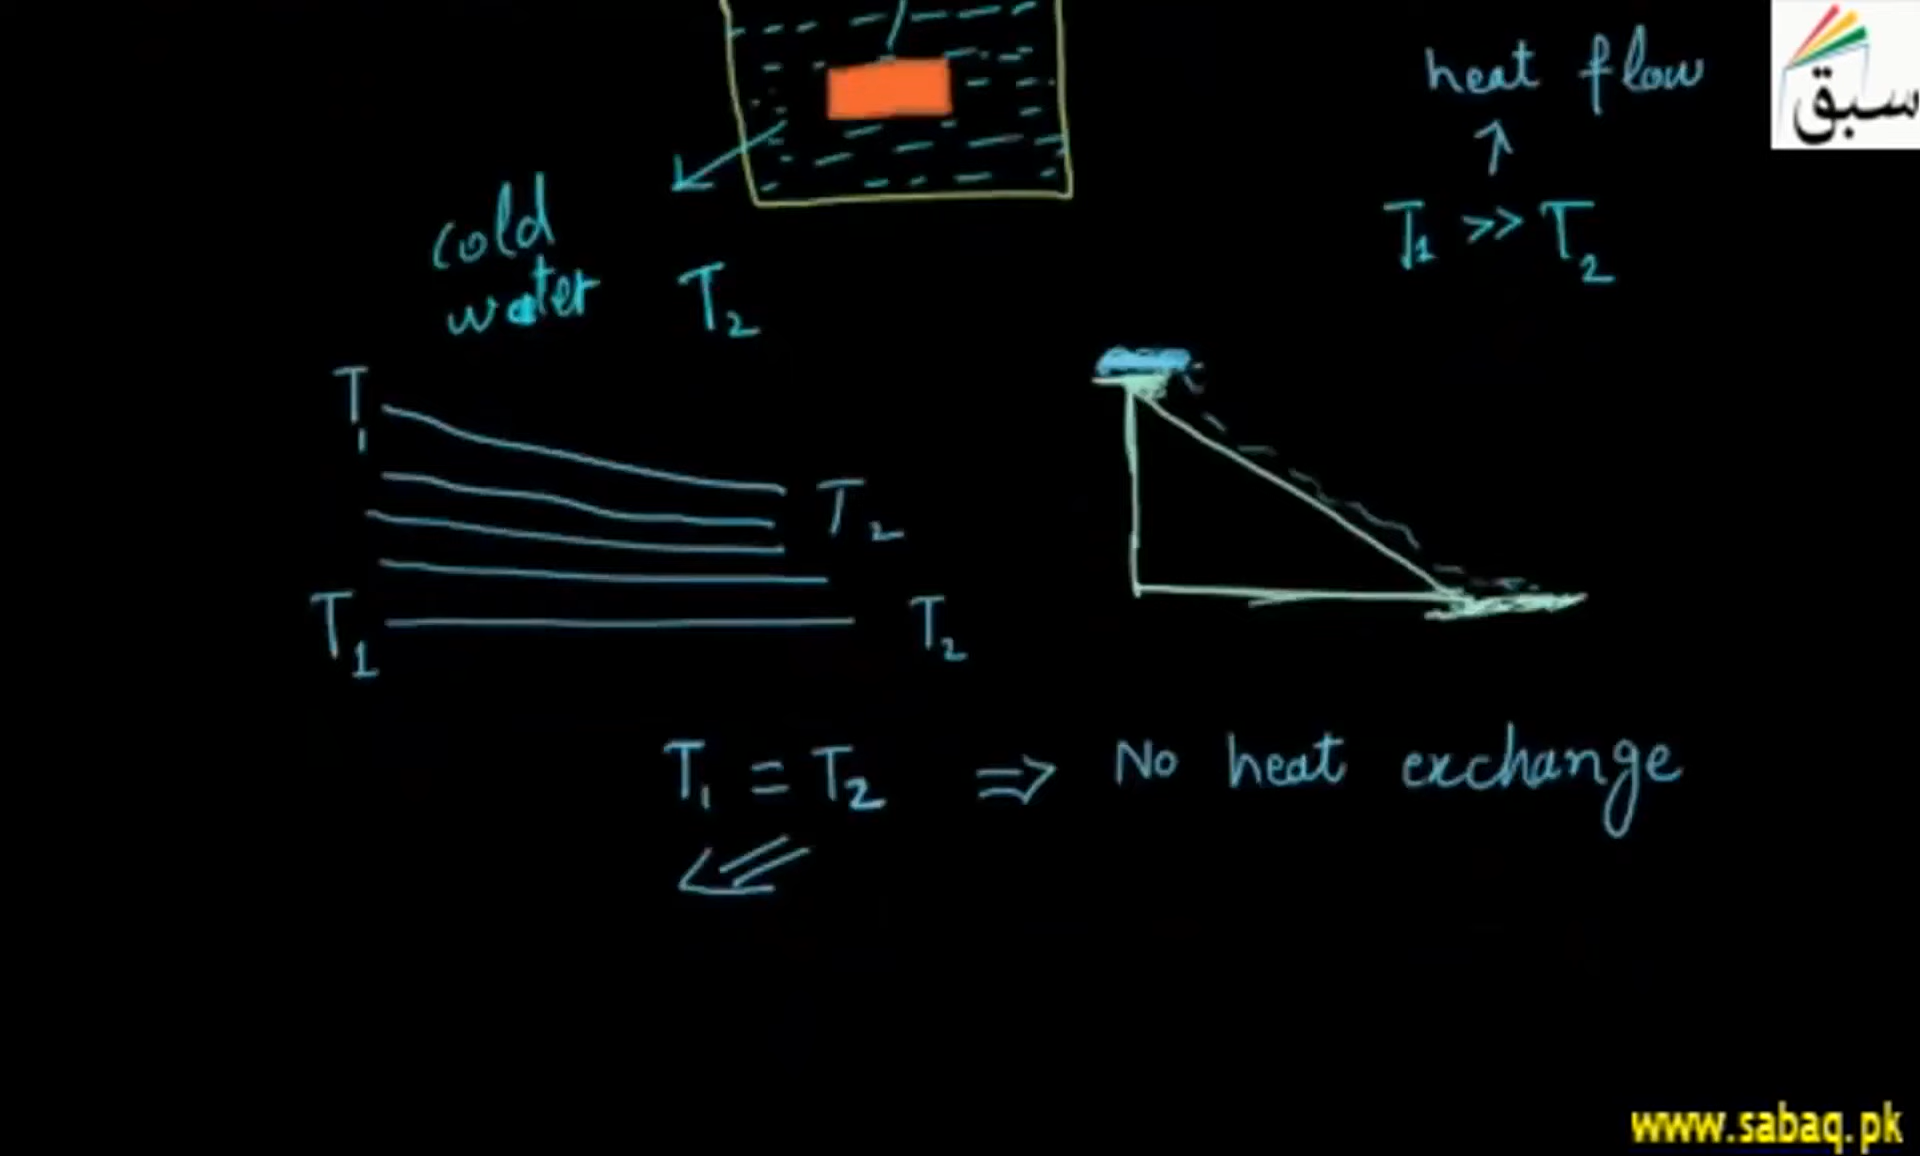 heat flow
سبق
T₁ >> T₂
cold
water T₂
T₁
T₂
T₁ T₂
T₁ = T₂ ⇒ No heat exchange
www.sabaq.pk